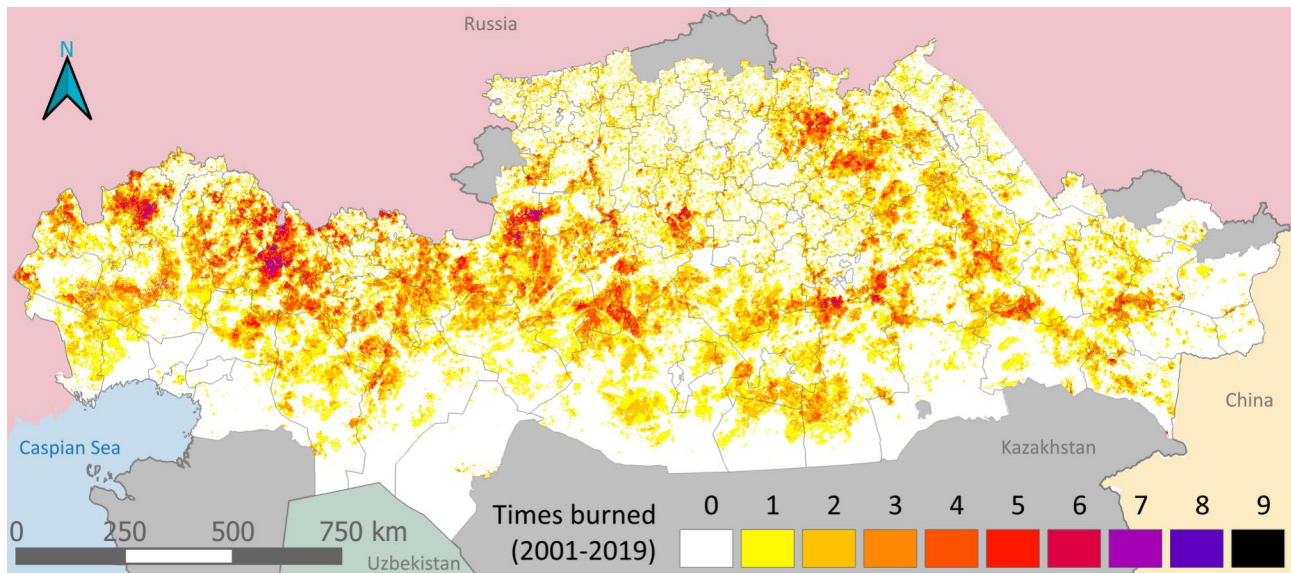 Russia
N
China
Caspian Sea
Kazakhstan
0 250 500 750 km
Uzbekistan
Times burned
(2001-2019)
0 1 2 3 4 5 6 7 8 9